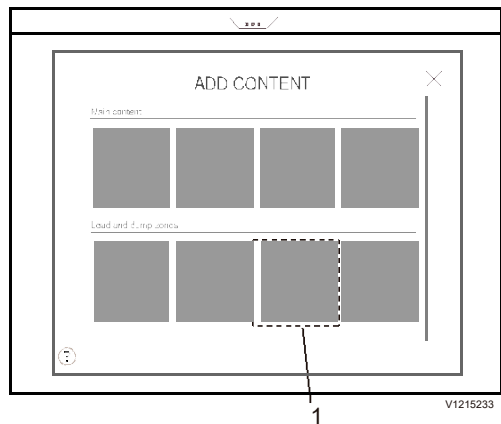 ADD CONTENT
Main content
Load and dump zones
1
V1215233